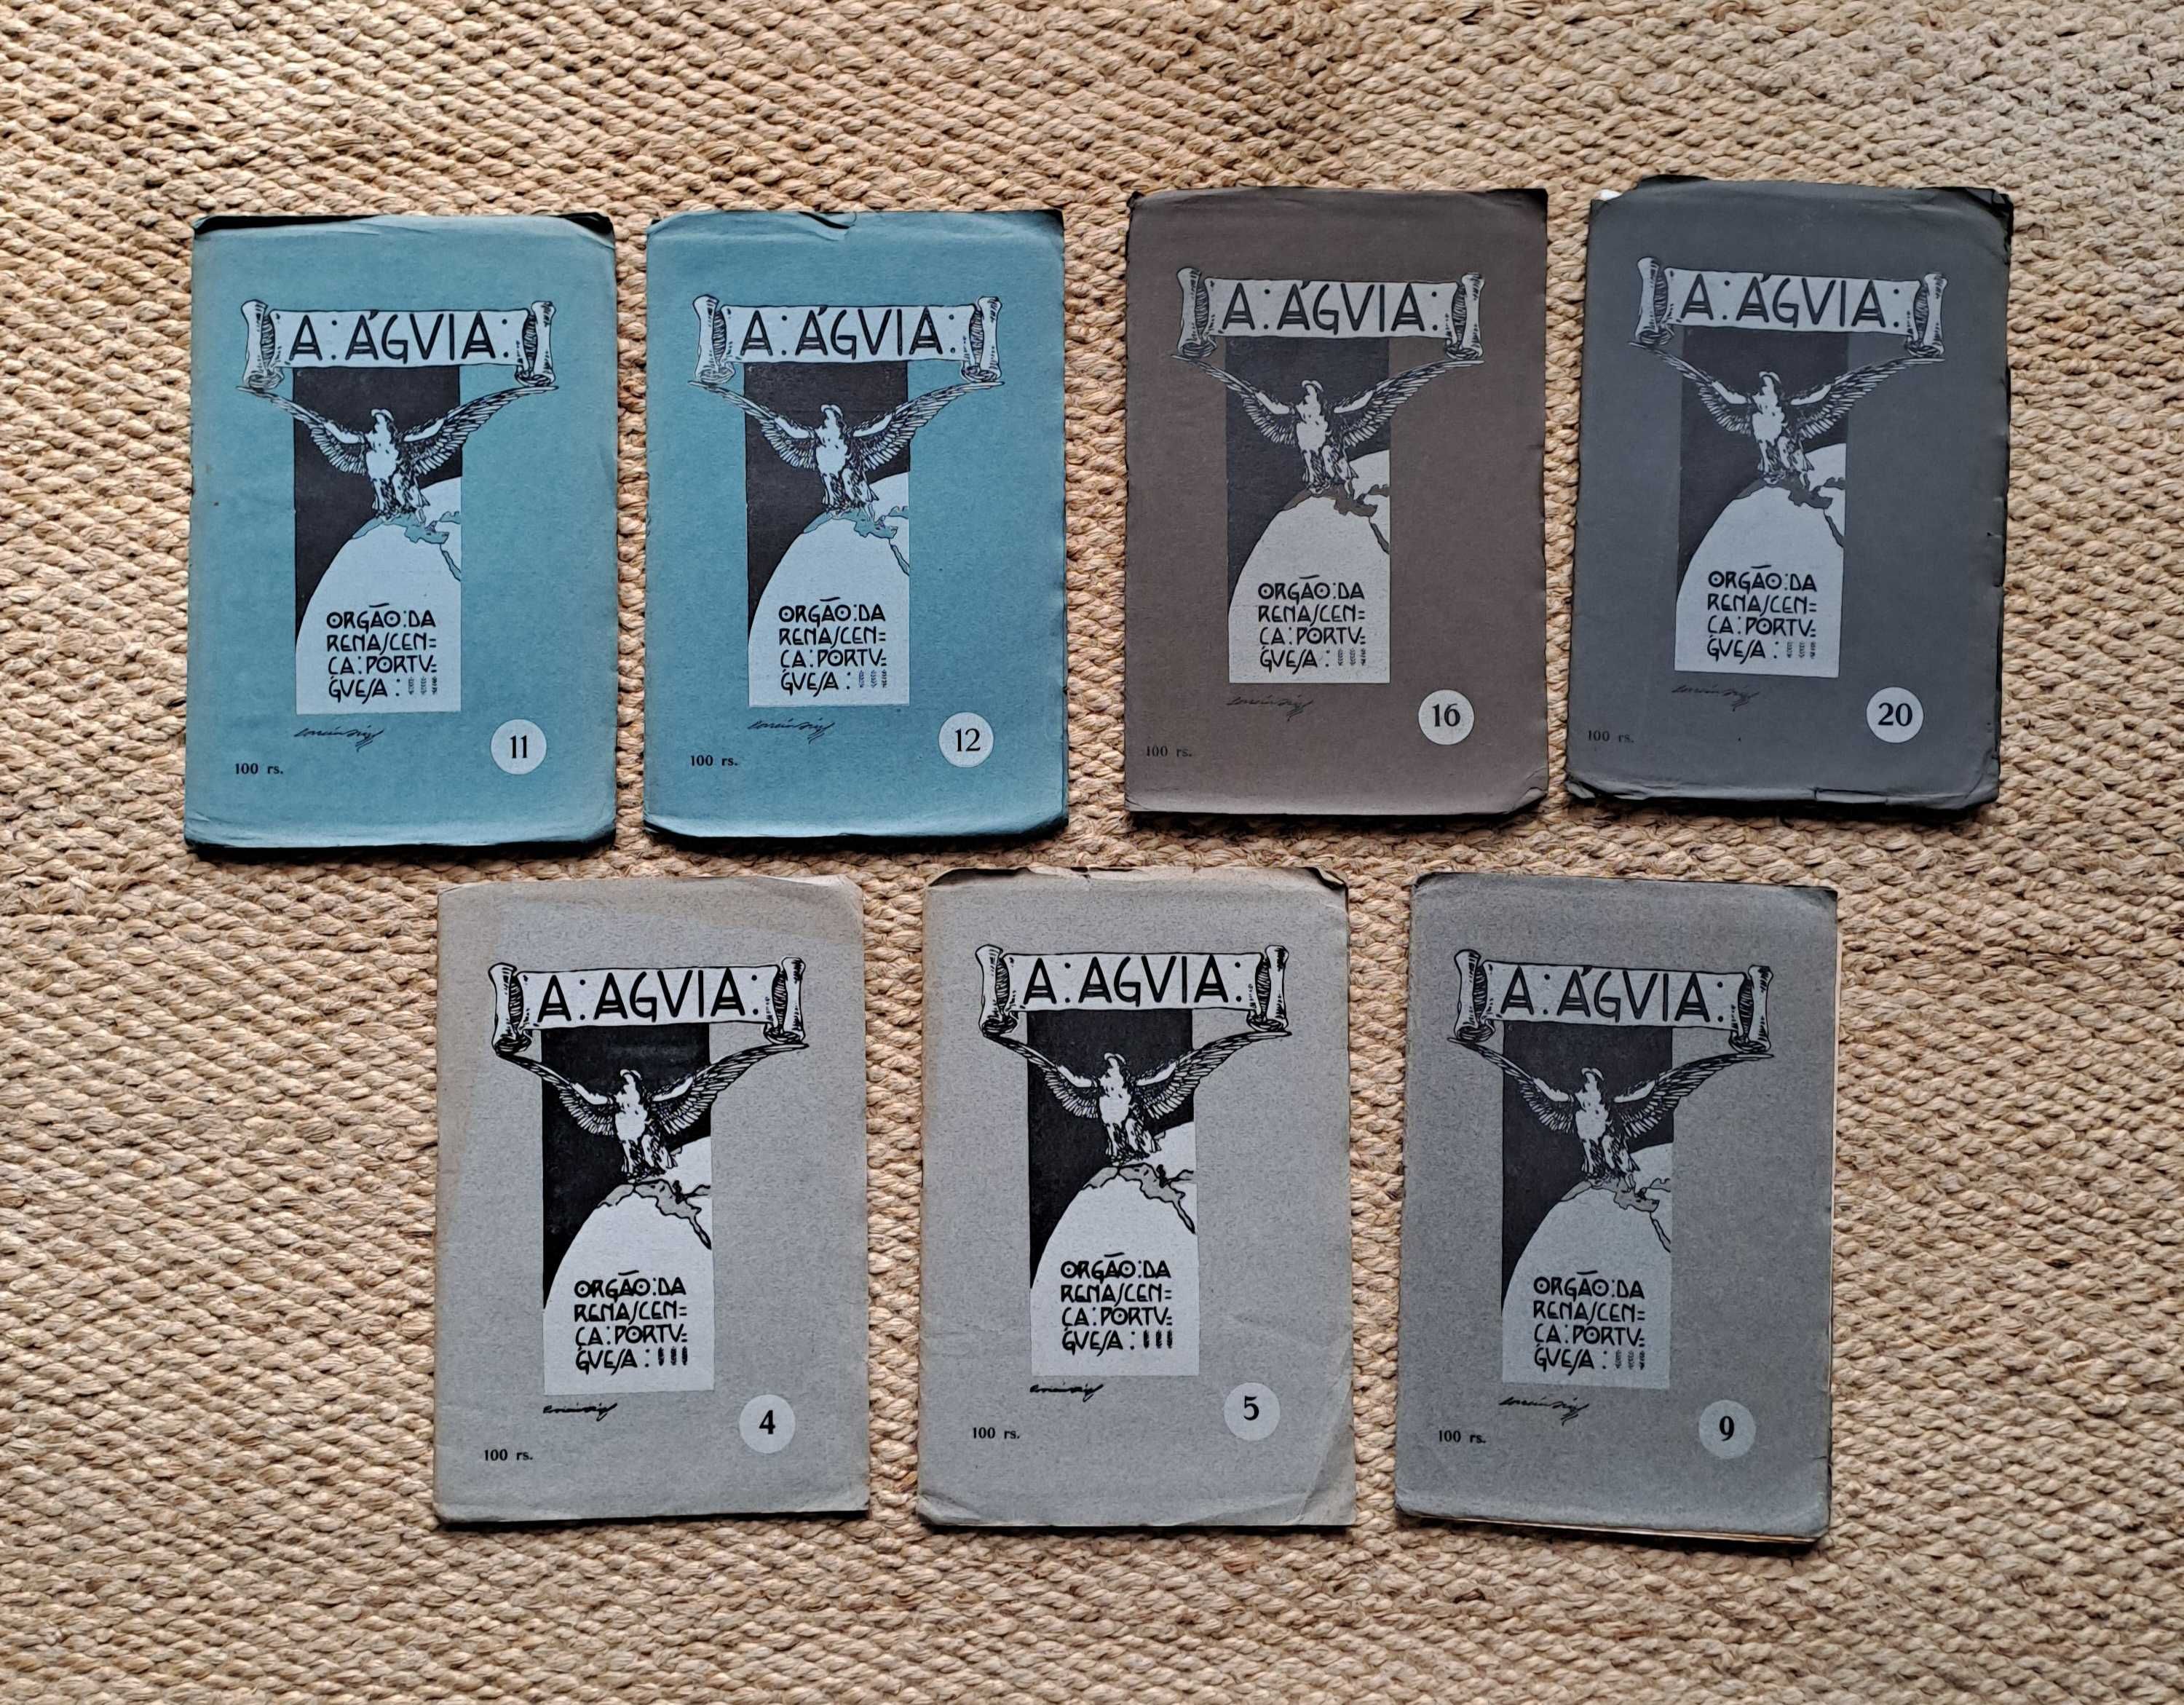 A : ÁGVIA :
ORGÃO : DA
RENASCEN=
ÇA : PORTV=
GVESA :
100 rs.
11
A : ÁGVIA :
ORGÃO : DA
RENASCEN=
ÇA : PORTV=
GVESA :
100 rs.
12
A : ÁGVIA :
ORGÃO : DA
RENASCEN=
ÇA : PORTV=
GVESA :
100 rs.
16
A : ÁGVIA :
ORGÃO : DA
RENASCEN=
ÇA : PORTV=
GVESA :
100 rs.
20
A : AGVIA :
ORGÃO : DA
RENASCEN=
ÇA : PORTV=
GVESA :
100 rs.
4
A : AGVIA :
ORGÃO : DA
RENASCEN=
ÇA : PORTV=
GVESA :
100 rs.
5
A : ÁGVIA :
ORGÃO : DA
RENASCEN=
ÇA : PORTV=
GVESA :
100 rs.
9